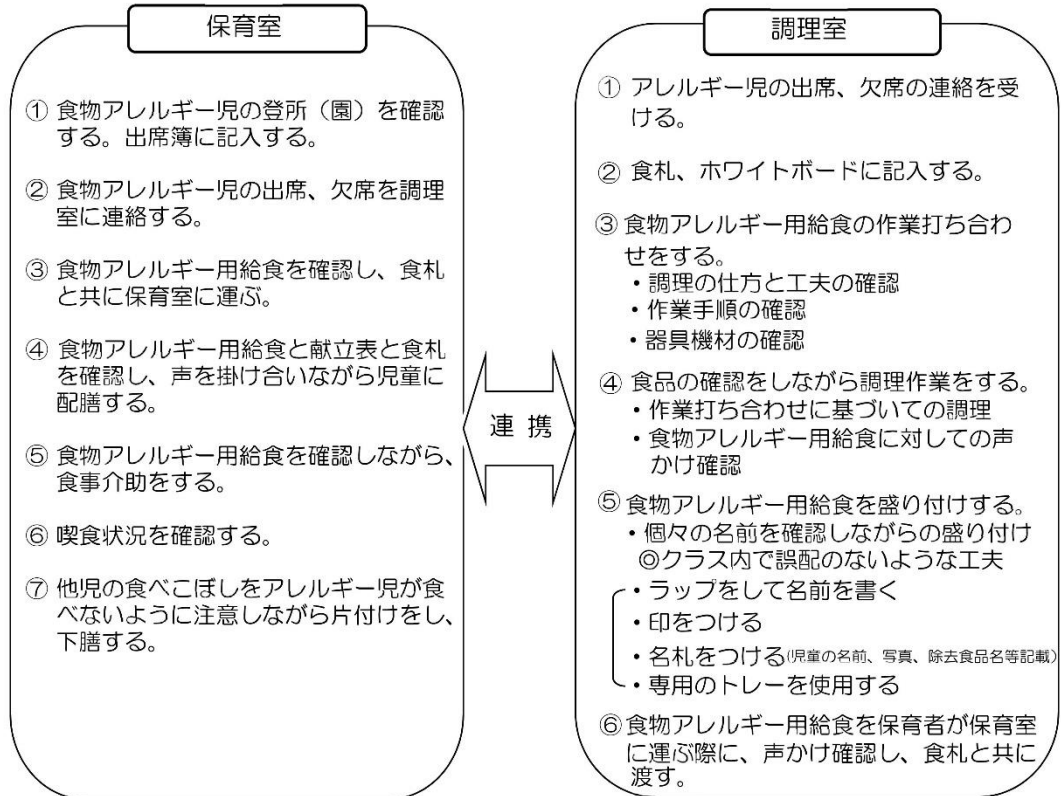 保育室
① 食物アレルギー児の登所（園）を確認
する。出席簿に記入する。
② 食物アレルギー児の出席、欠席を調理
室に連絡する。
③ 食物アレルギー用給食を確認し、食札
と共に保育室に運ぶ。
④ 食物アレルギー用給食と献立表と食札
を確認し、声を掛け合いながら児童に
配膳する。
⑤ 食物アレルギー用給食を確認しながら、
食事介助をする。
⑥ 喫食状況を確認する。
⑦ 他児の食べこぼしをアレルギー児が食
べないように注意しながら片付けをし、
下膳する。
連 携
調理室
① アレルギー児の出席、欠席の連絡を受
ける。
② 食札、ホワイトボードに記入する。
③ 食物アレルギー用給食の作業打ち合わ
せをする。
・調理の仕方と工夫の確認
・作業手順の確認
・器具機材の確認
④ 食品の確認をしながら調理作業をする。
・作業打ち合わせに基づいての調理
・食物アレルギー用給食に対しての声
かけ確認
⑤ 食物アレルギー用給食を盛り付けする。
・個々の名前を確認しながらの盛り付け
◎クラス内で誤配のないような工夫
・ラップをして名前を書く
・印をつける
・名札をつける(児童の名前、写真、除去食品名等記載)
・専用のトレーを使用する
⑥ 食物アレルギー用給食を保育者が保育室
に運ぶ際に、声かけ確認し、食札と共に
渡す。